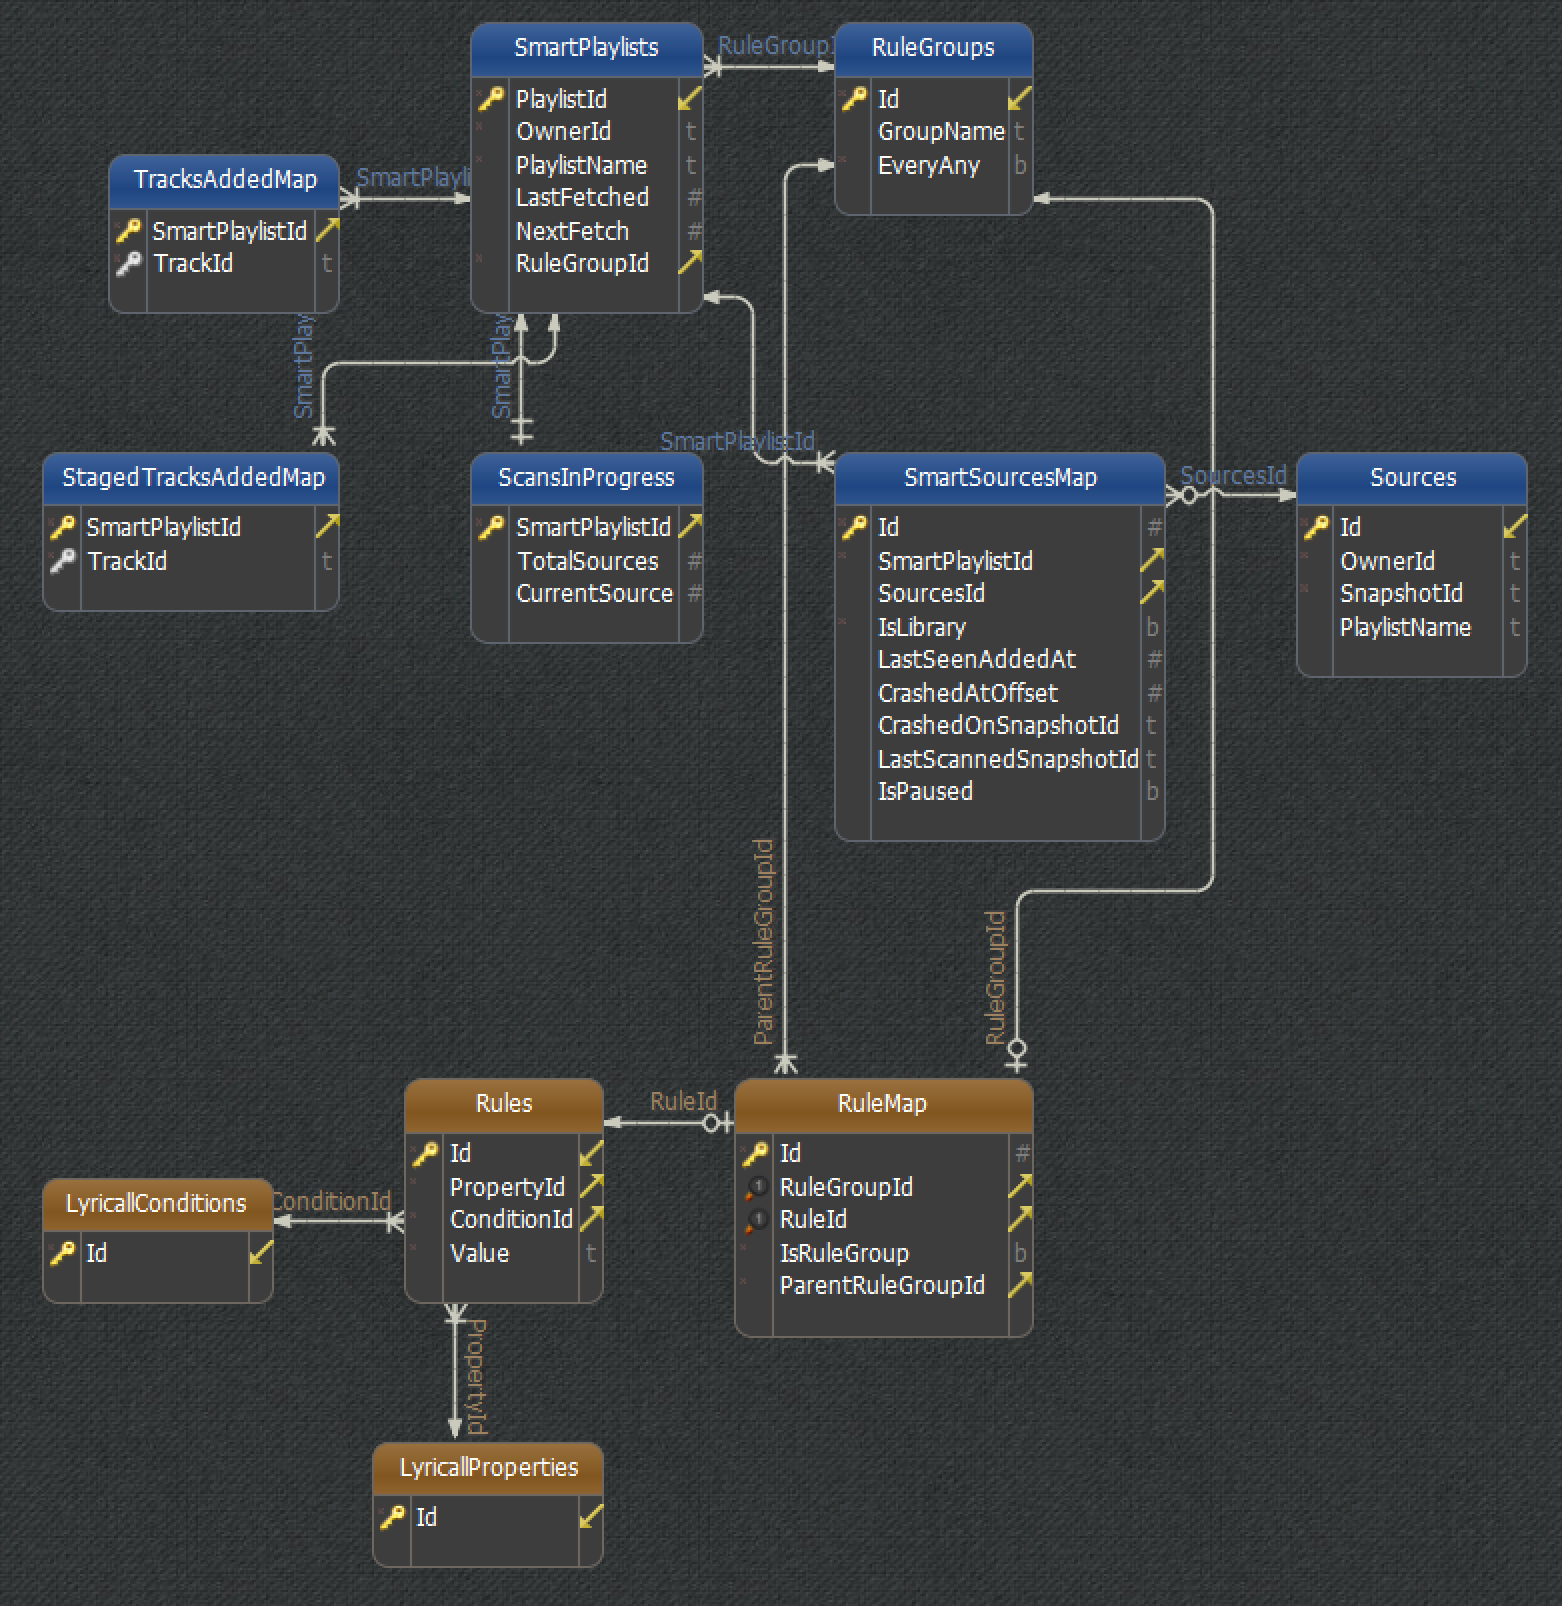 SmartPlaylists
PlaylistId
OwnerId t
PlaylistName t
LastFetched #
NextFetch #
RuleGroupId
RuleGroupI
RuleGroups
Id
GroupName t
EveryAny b
TracksAddedMap
SmartPlaylistId
TrackId t
SmartPlayli
SmartPlay
SmartPlay
SmartPlaylistId
StagedTracksAddedMap
SmartPlaylistId
TrackId t
ScansInProgress
SmartPlaylistId
TotalSources #
CurrentSource #
SmartSourcesMap
Id #
SmartPlaylistId
SourcesId
IsLibrary b
LastSeenAddedAt #
CrashedAtOffset #
CrashedOnSnapshotId t
LastScannedSnapshotId t
IsPaused b
SourcesId
Sources
Id
OwnerId t
SnapshotId t
PlaylistName t
ParentRuleGroupId
RuleGroupId
Rules
Id
PropertyId
ConditionId
Value t
RuleId
RuleMap
Id #
1 RuleGroupId
1 RuleId
IsRuleGroup b
ParentRuleGroupId
LyricallConditions
Id
ConditionId
PropertyId
LyricallProperties
Id